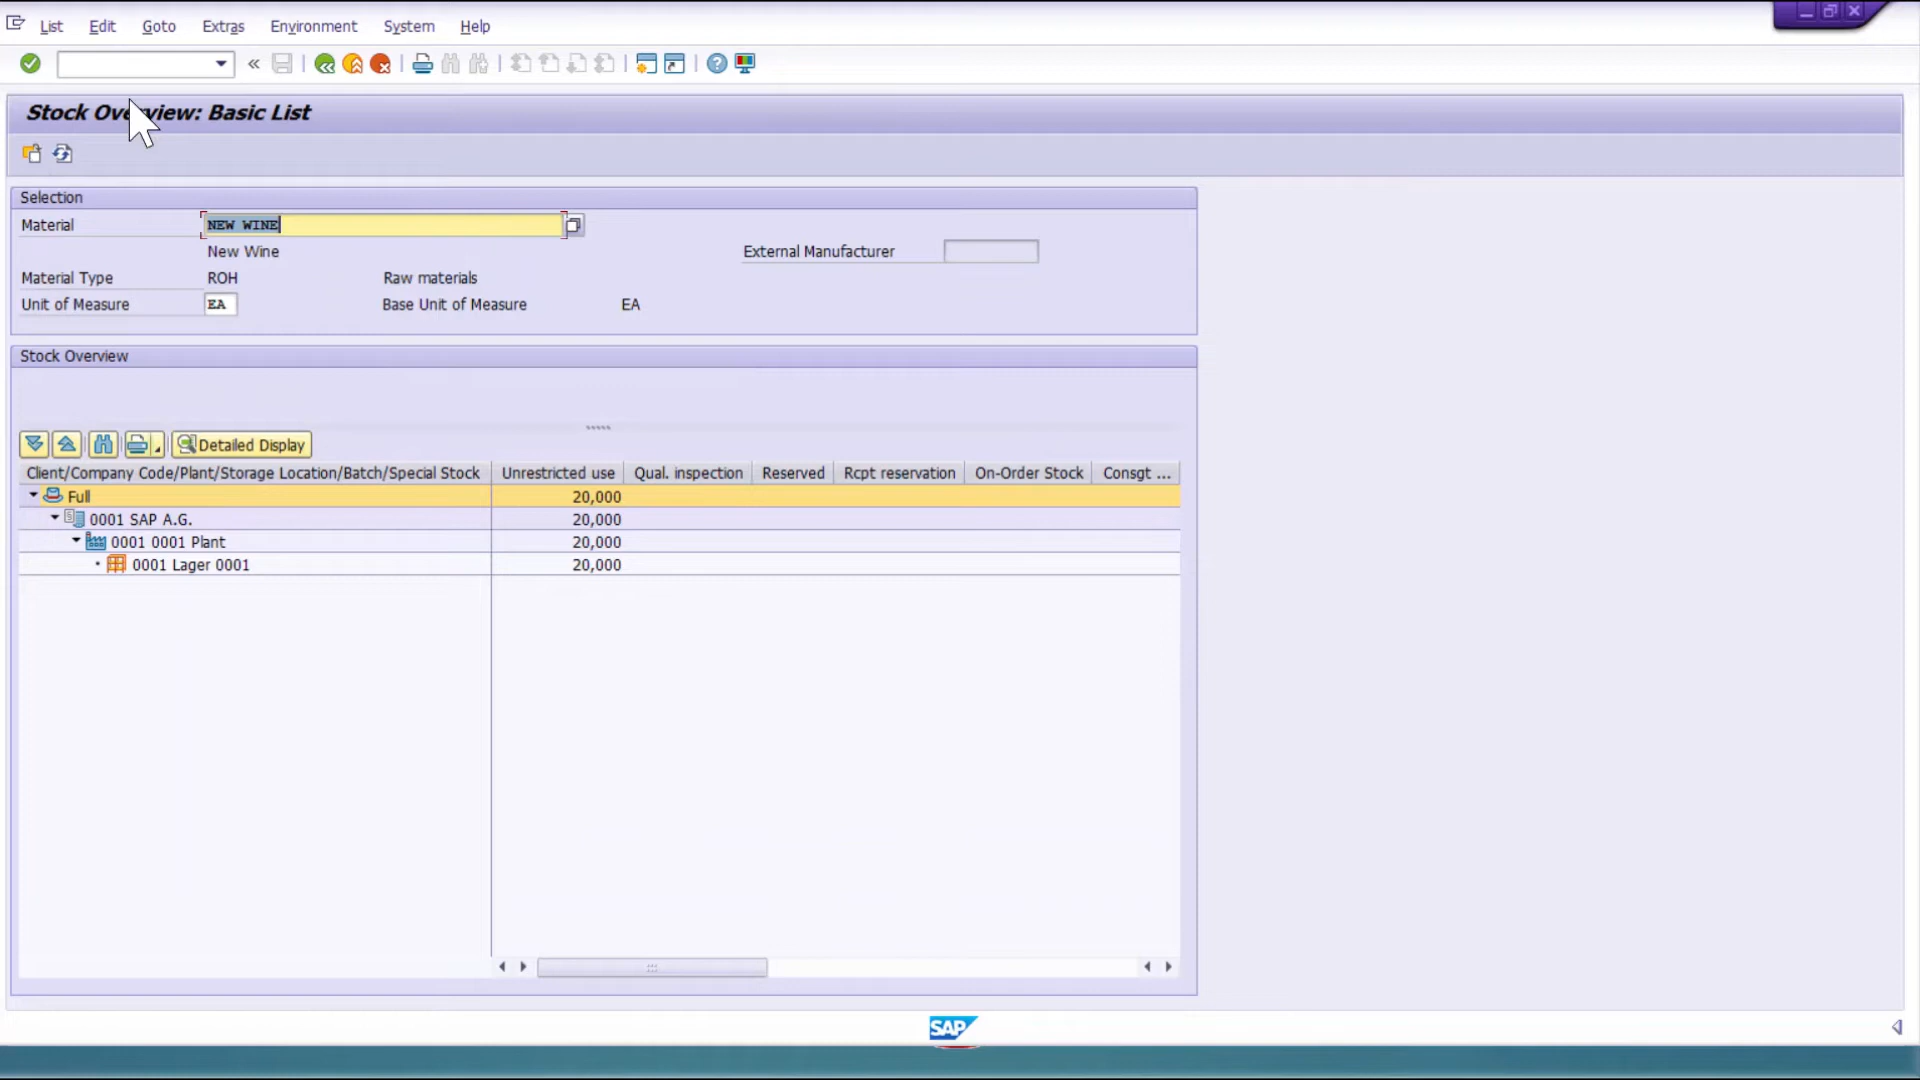 List Edit Goto Extras Environment System Help
Stock Overview: Basic List
Selection
Material NEW WINE
New Wine External Manufacturer
Material Type ROH Raw materials
Unit of Measure EA Base Unit of Measure EA
Stock Overview
Detailed Display
Client/Company Code/Plant/Storage Location/Batch/Special Stock Unrestricted use Qual. inspection Reserved Rcpt reservation On-Order Stock Consgt ...
Full 20,000
0001 SAP A.G. 20,000
0001 0001 Plant 20,000
0001 Lager 0001 20,000
SAP